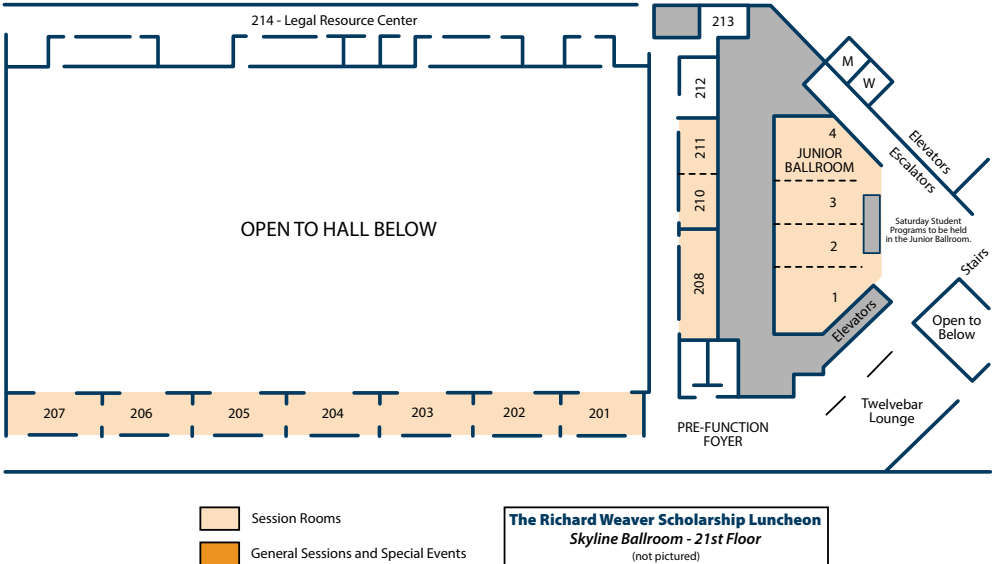 214 - Legal Resource Center
213
M
W
212
211
210
208
4
JUNIOR
BALLROOM
3
2
1
Elevators
Escalators
Saturday Student
Programs to be held
in the Junior Ballroom.
Stairs
OPEN TO HALL BELOW
Elevators
Open to
Below
Twelvebar
Lounge
207
206
205
204
203
202
201
PRE-FUNCTION
FOYER
Session Rooms
General Sessions and Special Events
The Richard Weaver Scholarship Luncheon
Skyline Ballroom - 21st Floor
(not pictured)